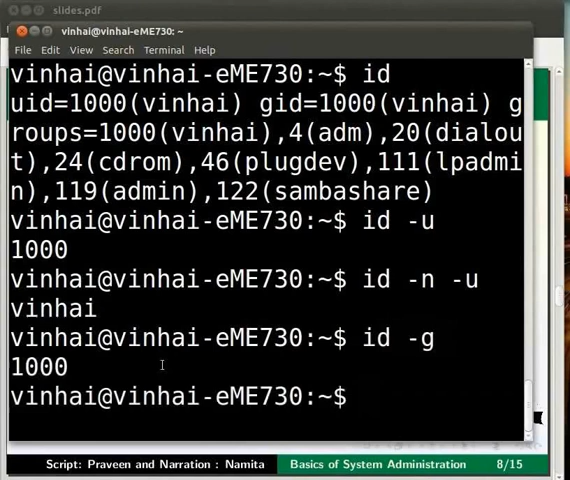 slides.pdf
vinhai@vinhai-eME730: ~
File Edit View Search Terminal Help
vinhai@vinhai-eME730:~$ id
uid=1000(vinhai) gid=1000(vinhai) g
roups=1000(vinhai),4(adm),20(dialou
t),24(cdrom),46(plugdev),111(lpadmi
n),119(admin),122(sambashare)
vinhai@vinhai-eME730:~$ id -u
1000
vinhai@vinhai-eME730:~$ id -n -u
vinhai
vinhai@vinhai-eME730:~$ id -g
1000
vinhai@vinhai-eME730:~$
Script: Praveen and Narration : Namita Basics of System Administration 8/15